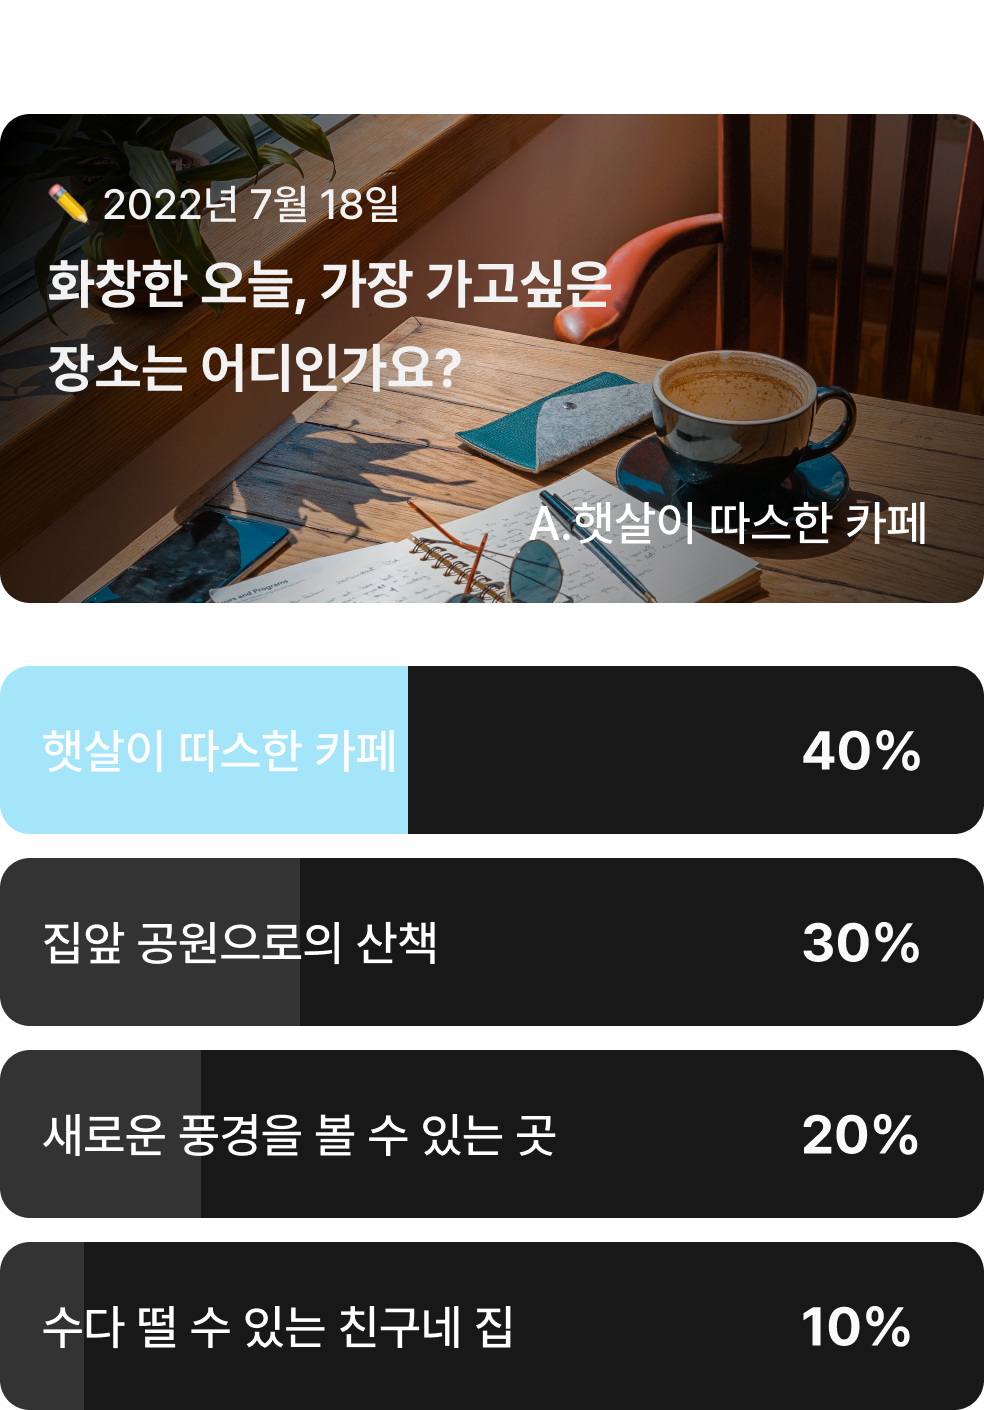 ✏️ 2022년 7월 18일
화창한 오늘, 가장 가고싶은
장소는 어디인가요?
A.햇살이 따스한 카페
ors and Programs
햇살이 따스한 카페 40%
집앞 공원으로의 산책 30%
새로운 풍경을 볼 수 있는 곳 20%
수다 떨 수 있는 친구네 집 10%